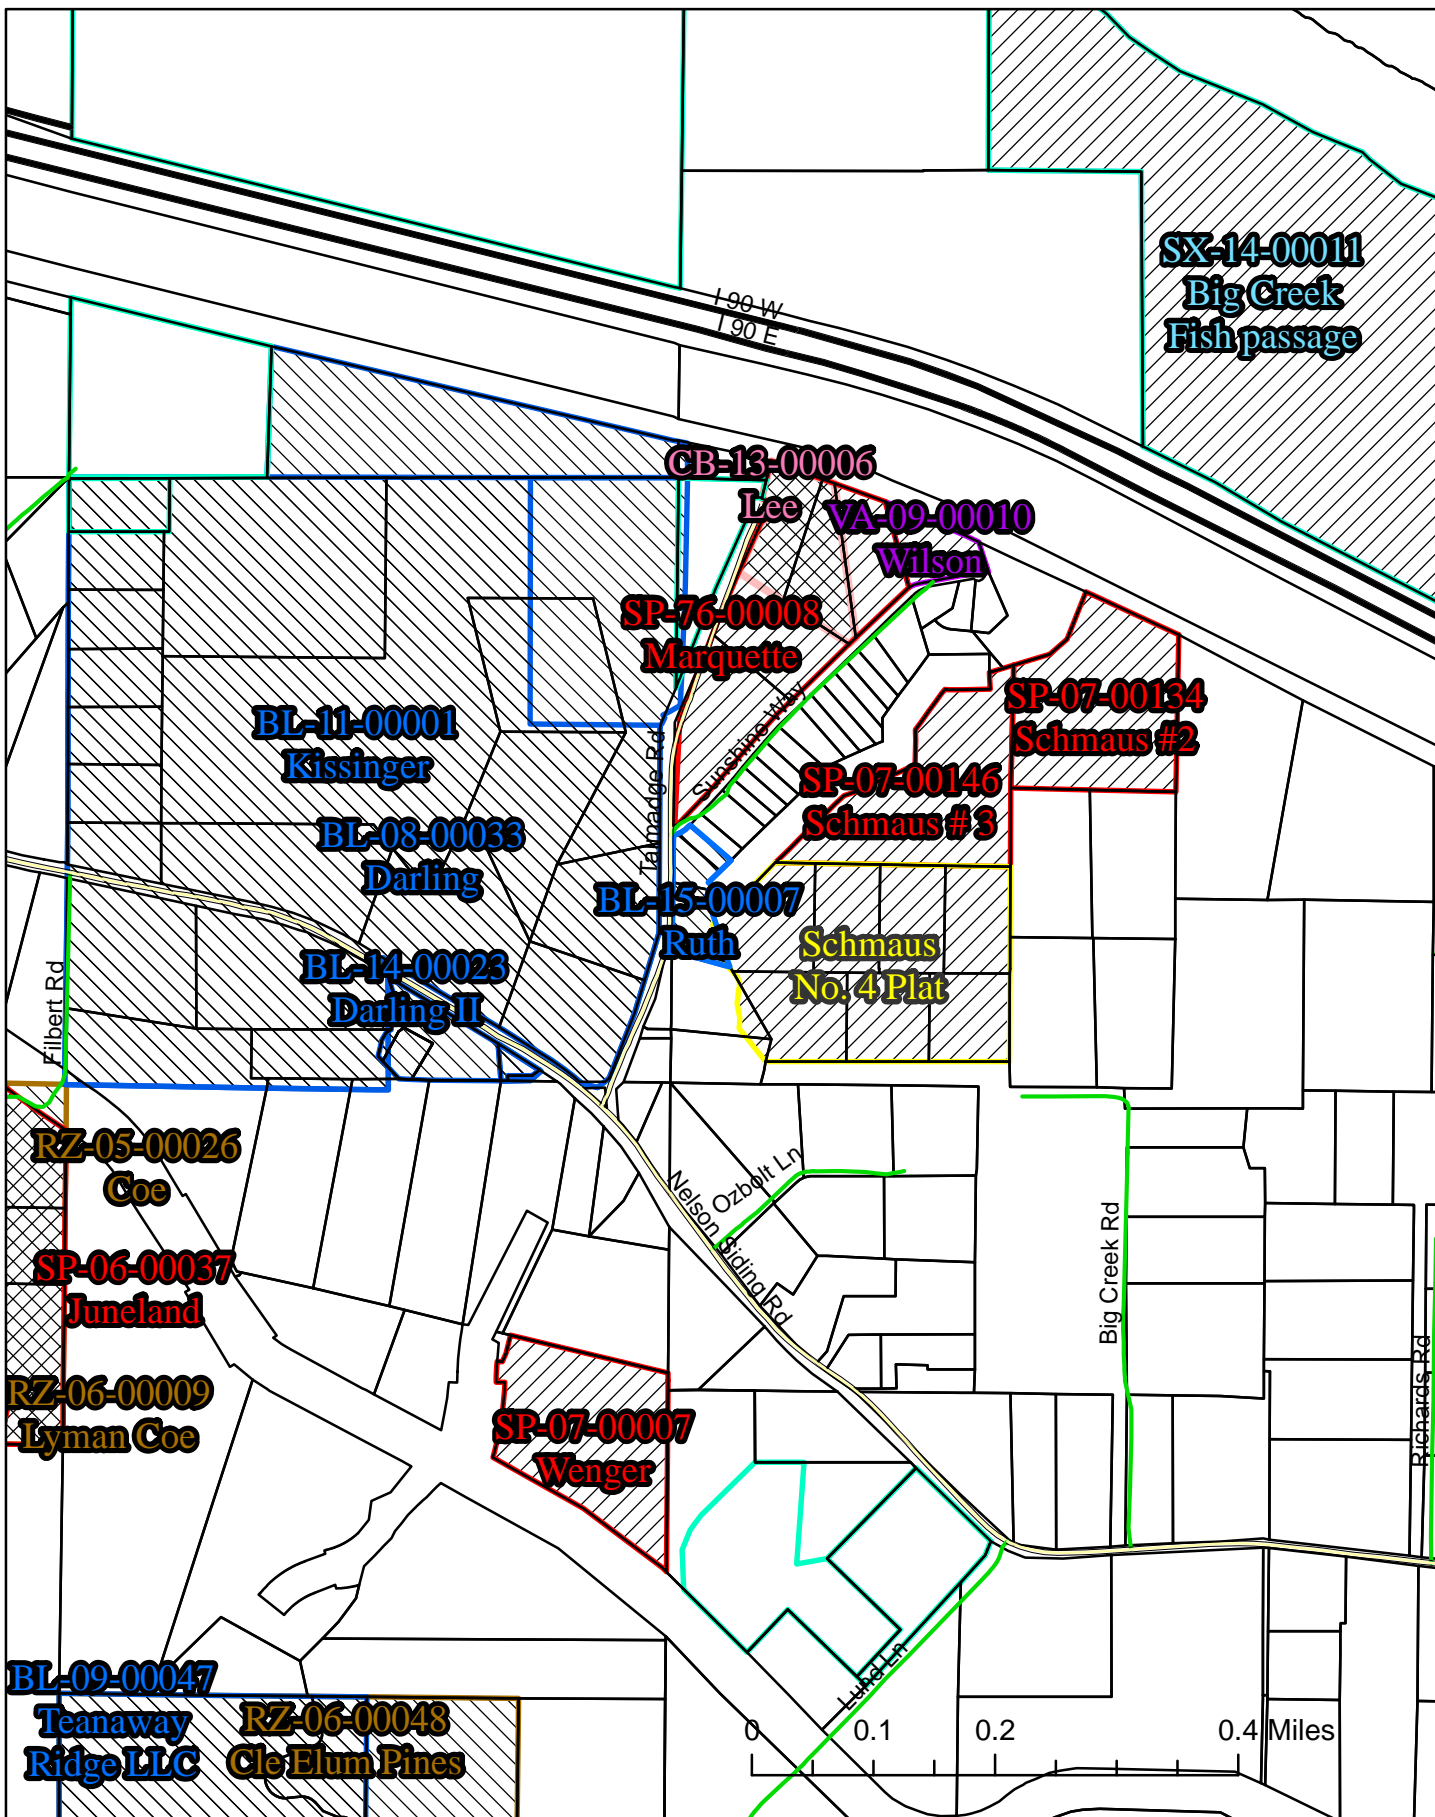 SX-14-00011
Big Creek
Fish passage
I 90 W
I 90 E
CB-13-00006
Lee
VA-09-00010
Wilson
SP-76-00008
Marquette
SP-07-00134
Schmaus #2
BL-11-00001
Kissinger
Sunshine Way
Talmadge Rd
SP-07-00146
Schmaus # 3
BL-08-00033
Darling
BL-15-00007
Ruth
Schmaus
No. 4 Plat
BL-14-00023
Darling II
Filbert Rd
RZ-05-00026
Coe
Ozbolt Ln
Nelson Siding Rd
Big Creek Rd
SP-06-00037
Juneland
Richards Rd
RZ-06-00009
Lyman Coe
SP-07-00007
Wenger
Lund Ln
BL-09-00047
Teanaway
Ridge LLC
RZ-06-00048
Cle Elum Pines
0 0.1 0.2 0.4 Miles